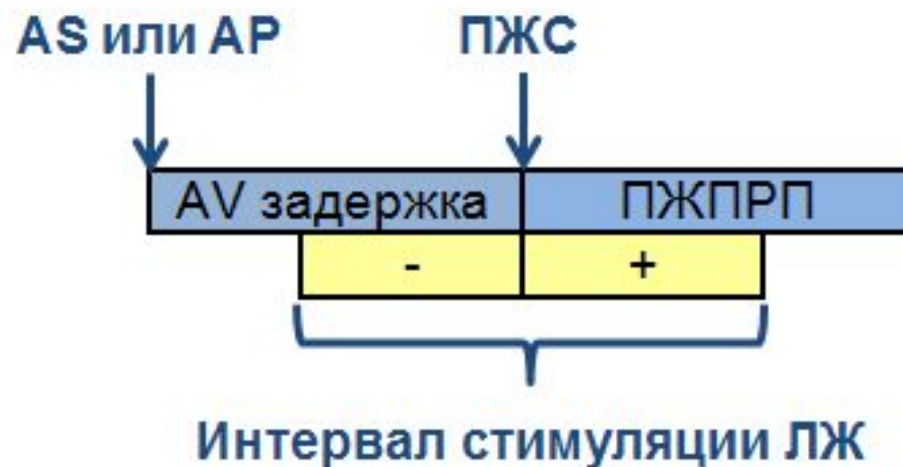 AS или AP ПЖС
AV задержка ПЖПРП
- +
Интервал стимуляции ЛЖ